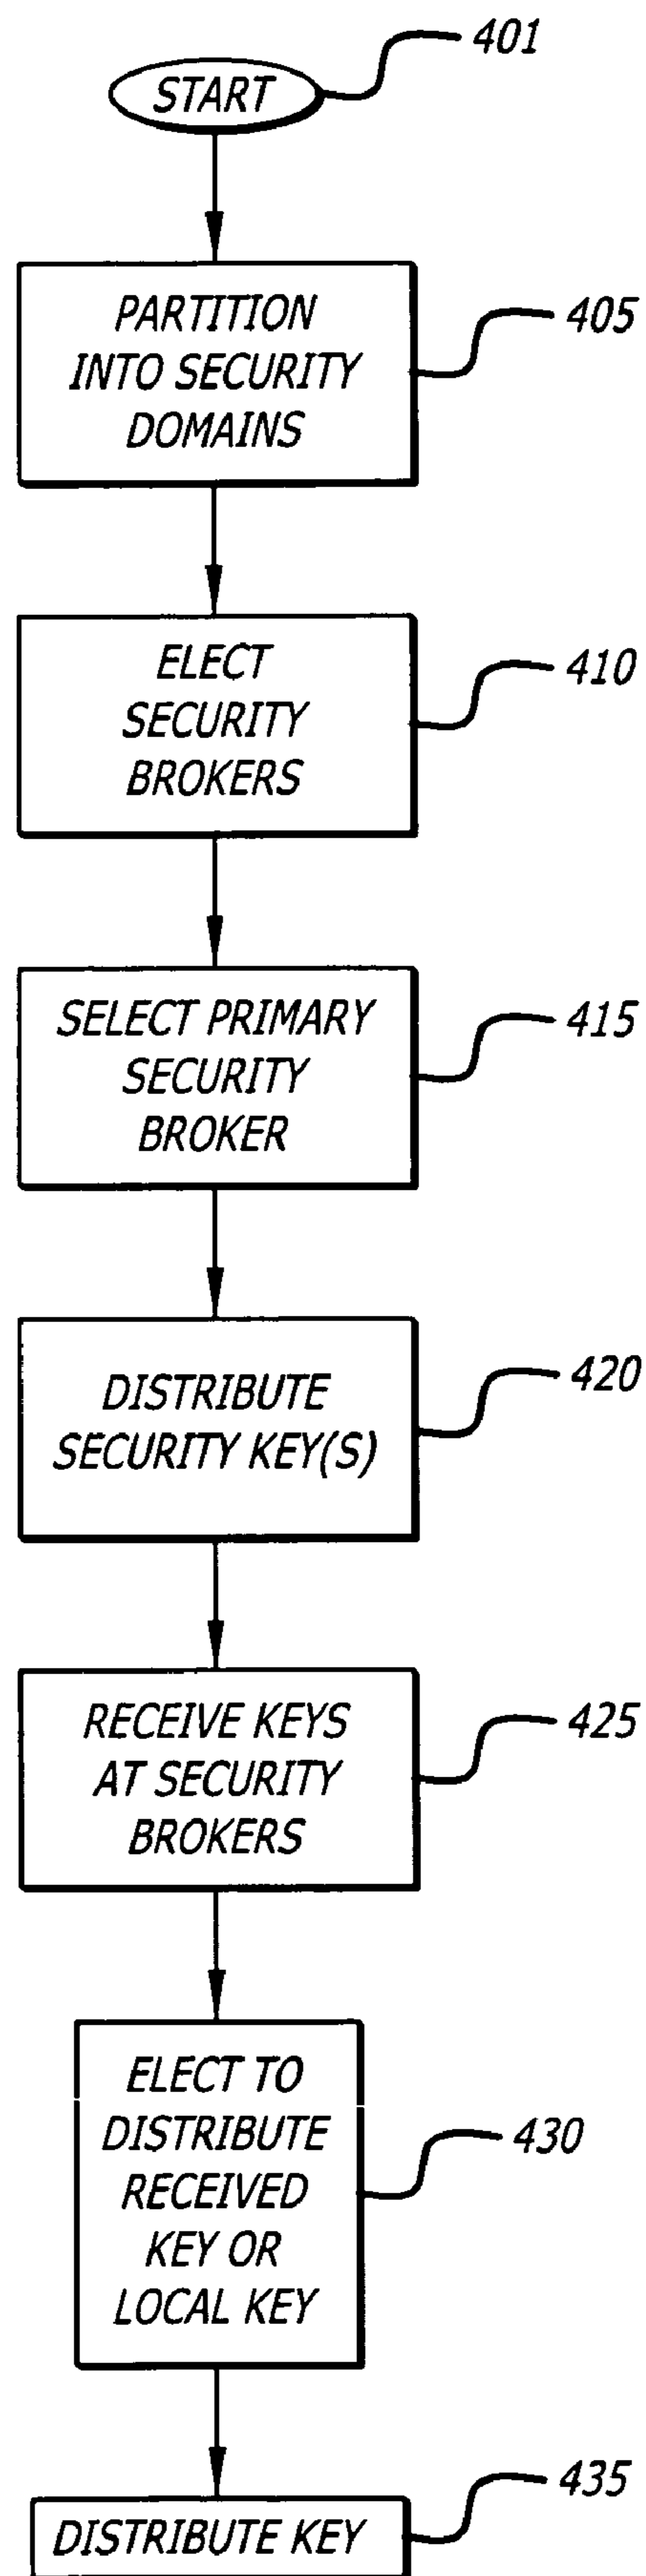 401
START
PARTITION
INTO SECURITY
DOMAINS
405
ELECT
SECURITY
BROKERS
410
SELECT PRIMARY
SECURITY
BROKER
415
DISTRIBUTE
SECURITY KEY(S)
420
RECEIVE KEYS
AT SECURITY
BROKERS
425
ELECT TO
DISTRIBUTE
RECEIVED
KEY OR
LOCAL KEY
430
435
DISTRIBUTE KEY